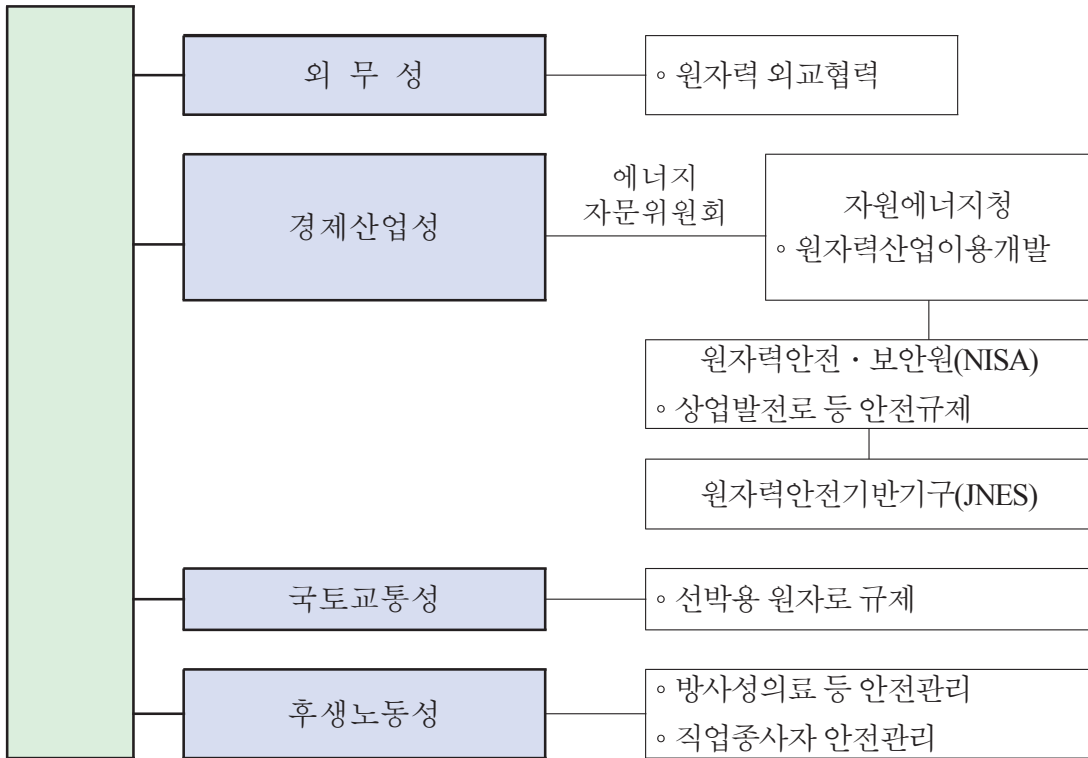 외 무 성
◦ 원자력 외교협력
경제산업성
에너지
자문위원회
자원에너지청
◦ 원자력산업이용개발
원자력안전 · 보안원(NISA)
◦ 상업발전로 등 안전규제
원자력안전기반기구(JNES)
국토교통성
◦ 선박용 원자로 규제
후생노동성
◦ 방사성의료 등 안전관리
◦ 직업종사자 안전관리